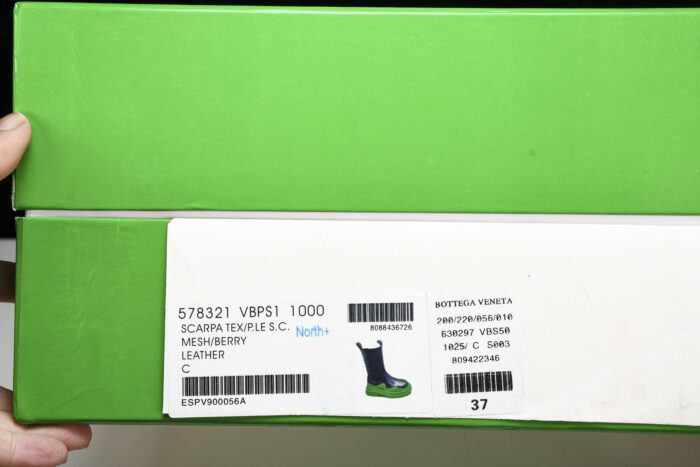 578321 VBPS1 1000
SCARPA TEX/P.LE S.C.
North+
MESH/BERRY
LEATHER
C
ESPV900056A
8088436726
BOTTEGA VENETA
200/220/056/010
630297 VBS50
1025/ C S003
809422346
37